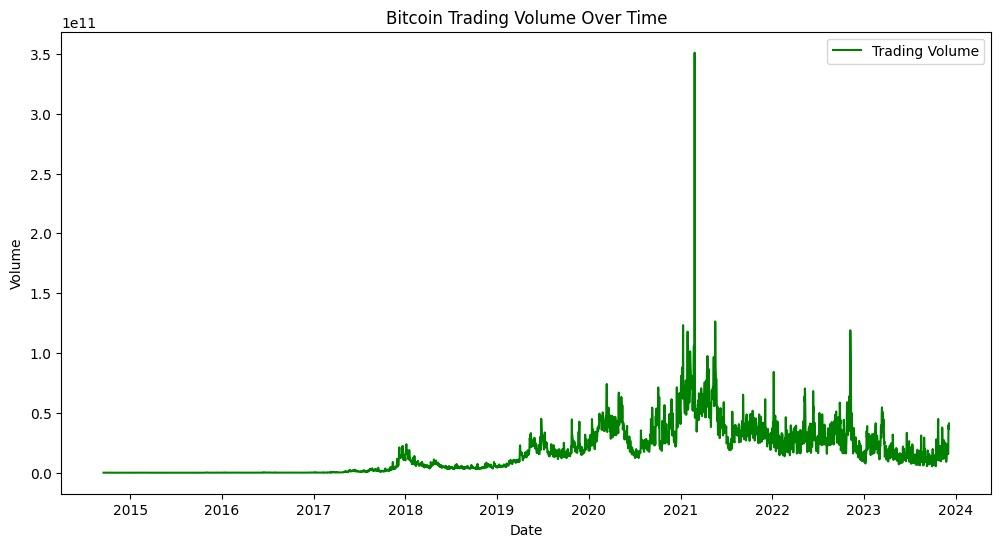 Bitcoin Trading Volume Over Time
1e11
Trading Volume
3.5
3.0
2.5
2.0
1.5
1.0
0.5
0.0
Volume
2015 2016 2017 2018 2019 2020 2021 2022 2023 2024
Date